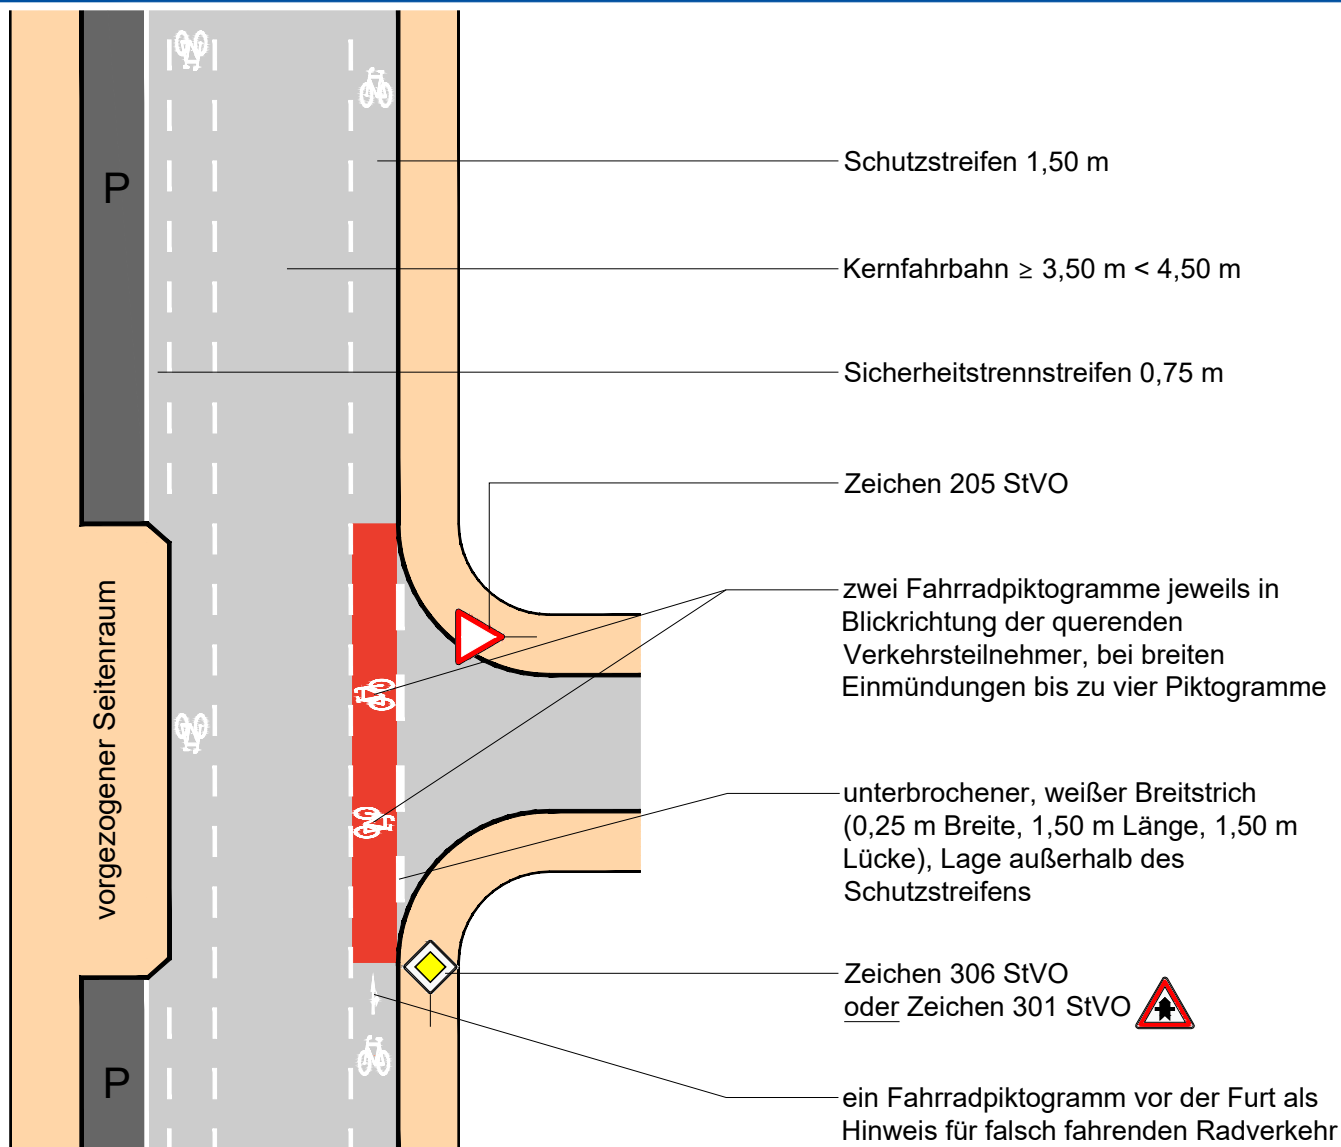 P
Schutzstreifen 1,50 m
Kernfahrbahn ≥ 3,50 m < 4,50 m
Sicherheitstrennstreifen 0,75 m
Zeichen 205 StVO
vorgezogener Seitenraum
zwei Fahrradpiktogramme jeweils in
Blickrichtung der querenden
Verkehrsteilnehmer, bei breiten
Einmündungen bis zu vier Piktogramme
unterbrochener, weißer Breitstrich
(0,25 m Breite, 1,50 m Länge, 1,50 m
Lücke), Lage außerhalb des
Schutzstreifens
Zeichen 306 StVO
oder Zeichen 301 StVO
P
ein Fahrradpiktogramm vor der Furt als
Hinweis für falsch fahrenden Radverkehr